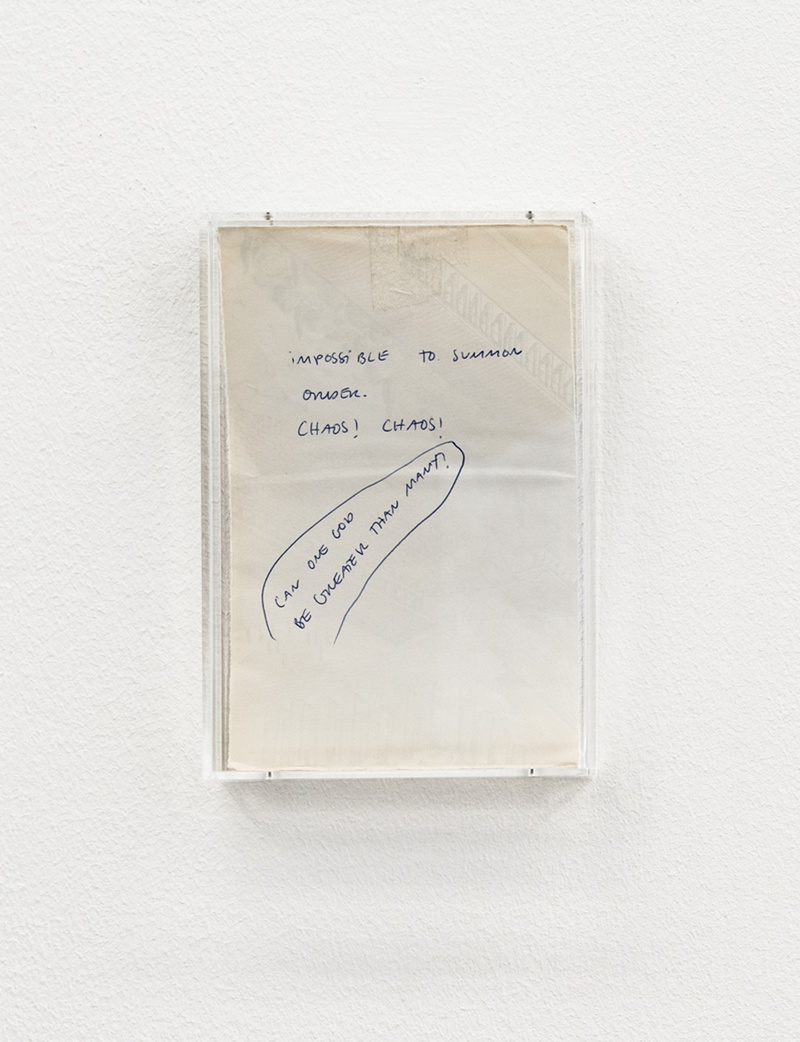 iMPOSSiBLE TO SUMMON
ORDER.
CHAOS! CHAOS!
CAN ONE GOD
BE GREATER THAN MANY?